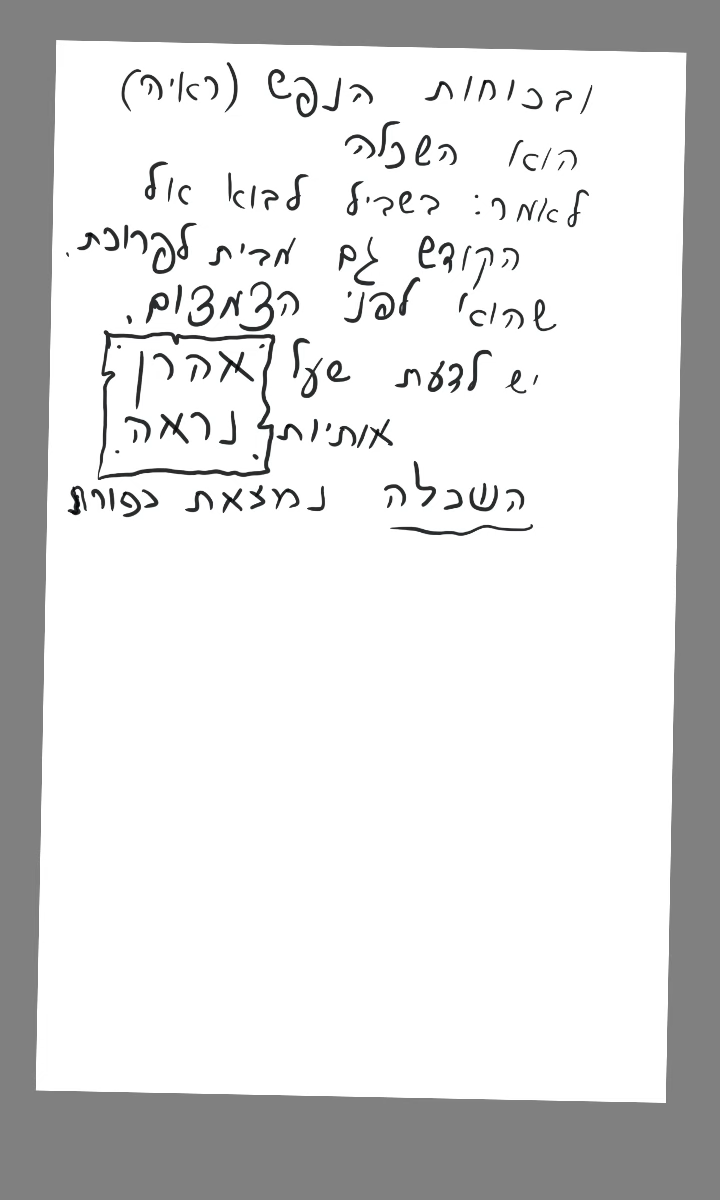 ובכוחות הנפש (ראיה)
הוא השכלה
לאמר: בשביל לבוא אל
הקודש גם מבית לפרוכת.
שהוא לפני הצמצום.
יש לדעת שעל אהרן
אותיות נראה
השכלה נמצאת כפורת